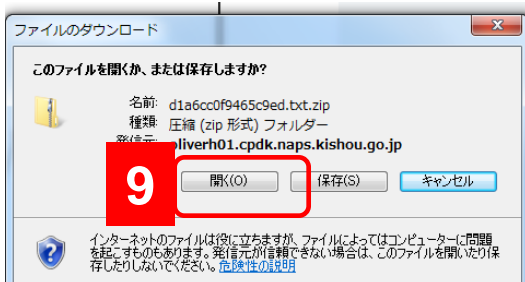 ファイルのダウンロード
このファイルを開くか、または保存しますか?
名前: d1a6cc0f9465c9ed.txt.zip
種類: 圧縮 (zip 形式) フォルダー
発信元: oliverh01.cpdk.naps.kishou.go.jp
9
開く(O) 保存(S) キャンセル
インターネットのファイルは役に立ちますが、ファイルによってはコンピューターに問題
を起こすものもあります。発信元が信頼できない場合は、このファイルを開いたり保
存したりしないでください。危険性の説明